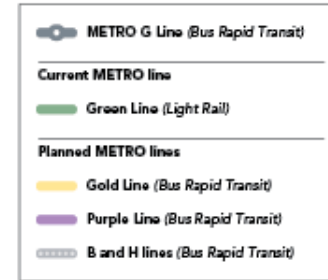 METRO G Line (Bus Rapid Transit)
Current METRO line
Green Line (Light Rail)
Planned METRO lines
Gold Line (Bus Rapid Transit)
Purple Line (Bus Rapid Transit)
B and H lines (Bus Rapid Transit)